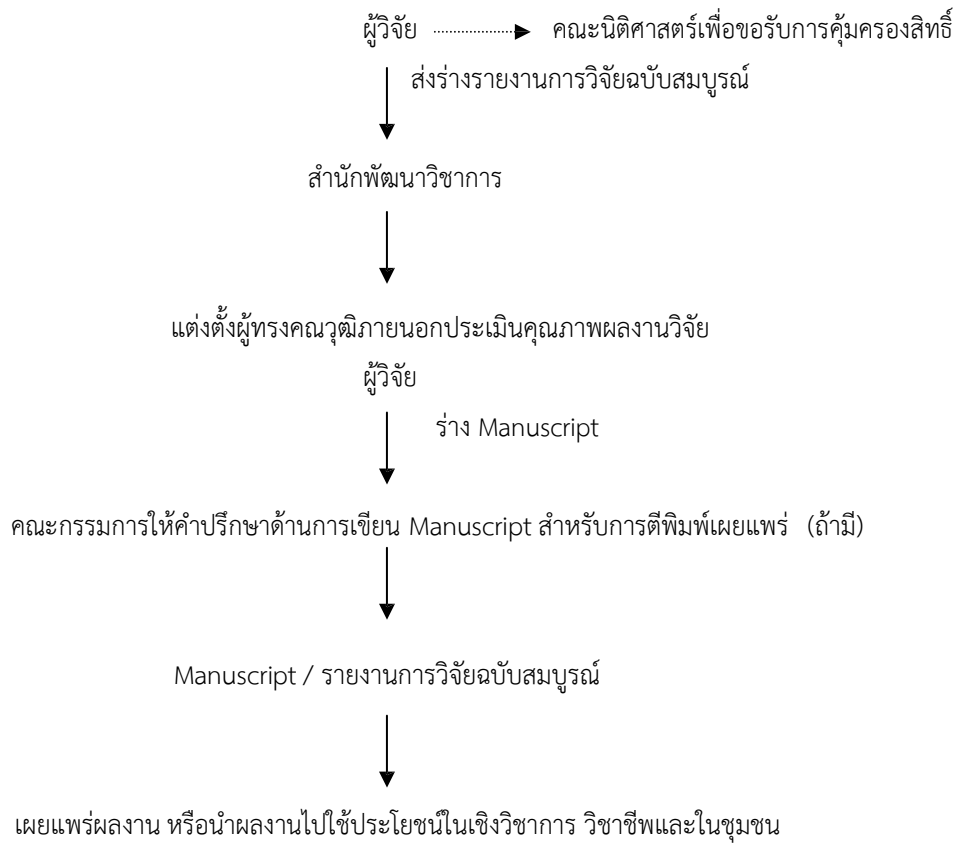 ผู้วิจัย คณะนิติศาสตร์เพื่อขอรับการคุ้มครองสิทธิ์
ส่งร่างรายงานการวิจัยฉบับสมบูรณ์
สำนักพัฒนาวิชาการ
แต่งตั้งผู้ทรงคณวุฒิภายนอกประเมินคุณภาพผลงานวิจัย
ผู้วิจัย
ร่าง Manuscript
คณะกรรมการให้คำปรึกษาด้านการเขียน Manuscript สำหรับการตีพิมพ์เผยแพร่ (ถ้ามี)
Manuscript / รายงานการวิจัยฉบับสมบูรณ์
เผยแพร่ผลงาน หรือนำผลงานไปใช้ประโยชน์ในเชิงวิชาการ วิชาชีพและในชุมชน